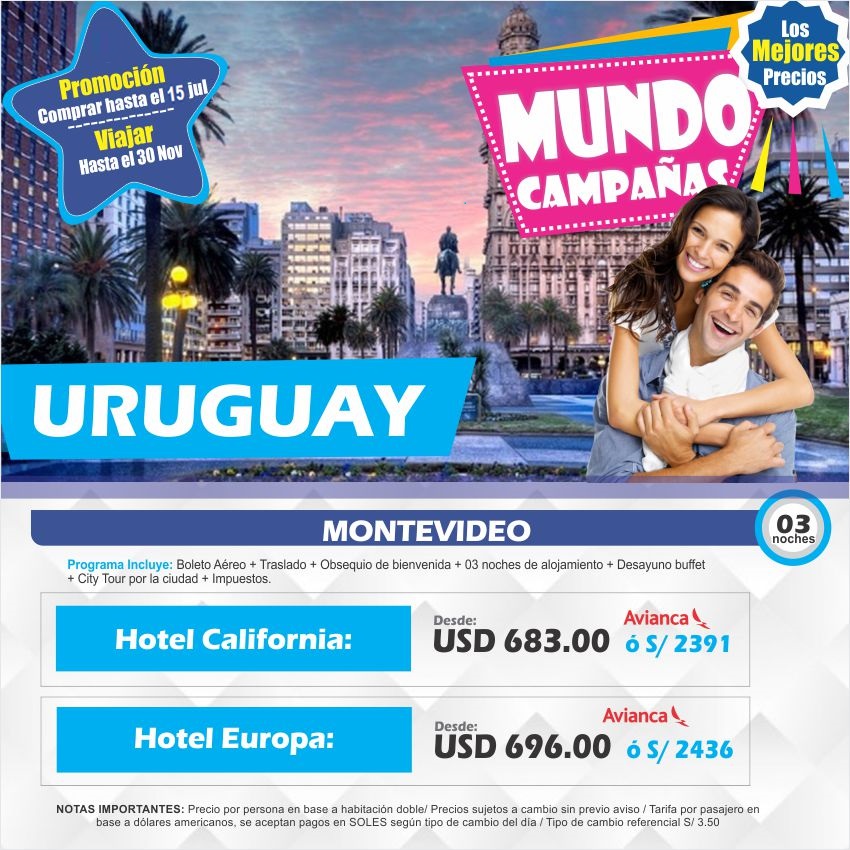 Promoción
Comprar hasta el 15 jul
Viajar
Hasta el 30 Nov
Los
Mejores
Precios
MUNDO
CAMPAÑAS
URUGUAY
MONTEVIDEO
03
noches
Programa Incluye: Boleto Aéreo + Traslado + Obsequio de bienvenida + 03 noches de alojamiento + Desayuno buffet
+ City Tour por la ciudad + Impuestos.
Hotel California:
Desde:
Avianca
USD 683.00 ó S/ 2391
Hotel Europa:
Desde:
Avianca
USD 696.00 ó S/ 2436
NOTAS IMPORTANTES: Precio por persona en base a habitación doble/ Precios sujetos a cambio sin previo aviso / Tarifa por pasajero en
base a dólares americanos, se aceptan pagos en SOLES según tipo de cambio del día / Tipo de cambio referencial S/ 3.50